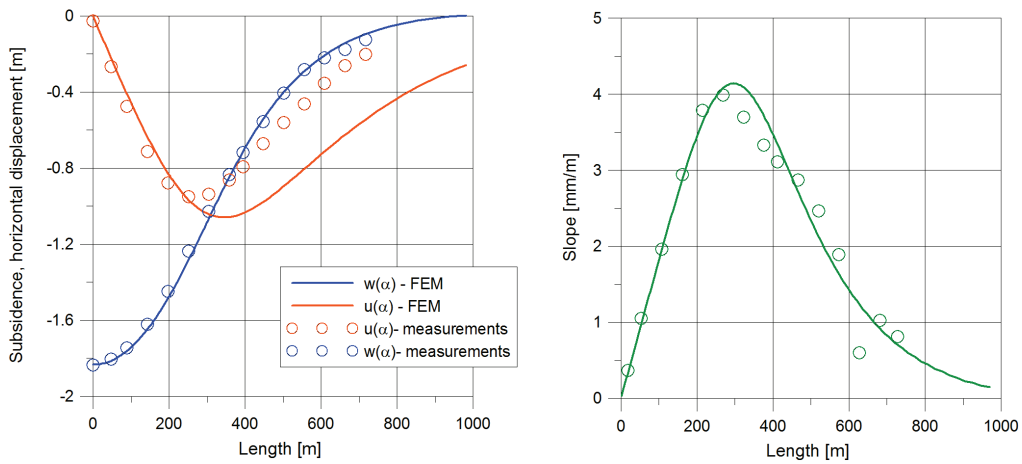 0
-0.4
-0.8
-1.2
-1.6
-2
Subsidence, horizontal displacement [m]
w(α) - FEM
u(α) - FEM
u(α)- measurements
w(α)- measurements
0 200 400 600 800 1000
Length [m]
5
4
3
2
1
0
Slope [mm/m]
0 200 400 600 800 1000
Length [m]